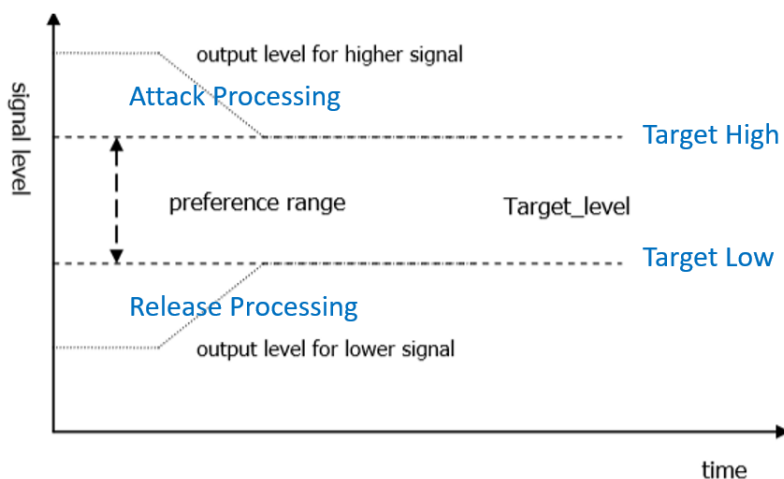 output level for higher signal
Attack Processing
signal level
Target High
preference range
Target_level
Target Low
Release Processing
output level for lower signal
time